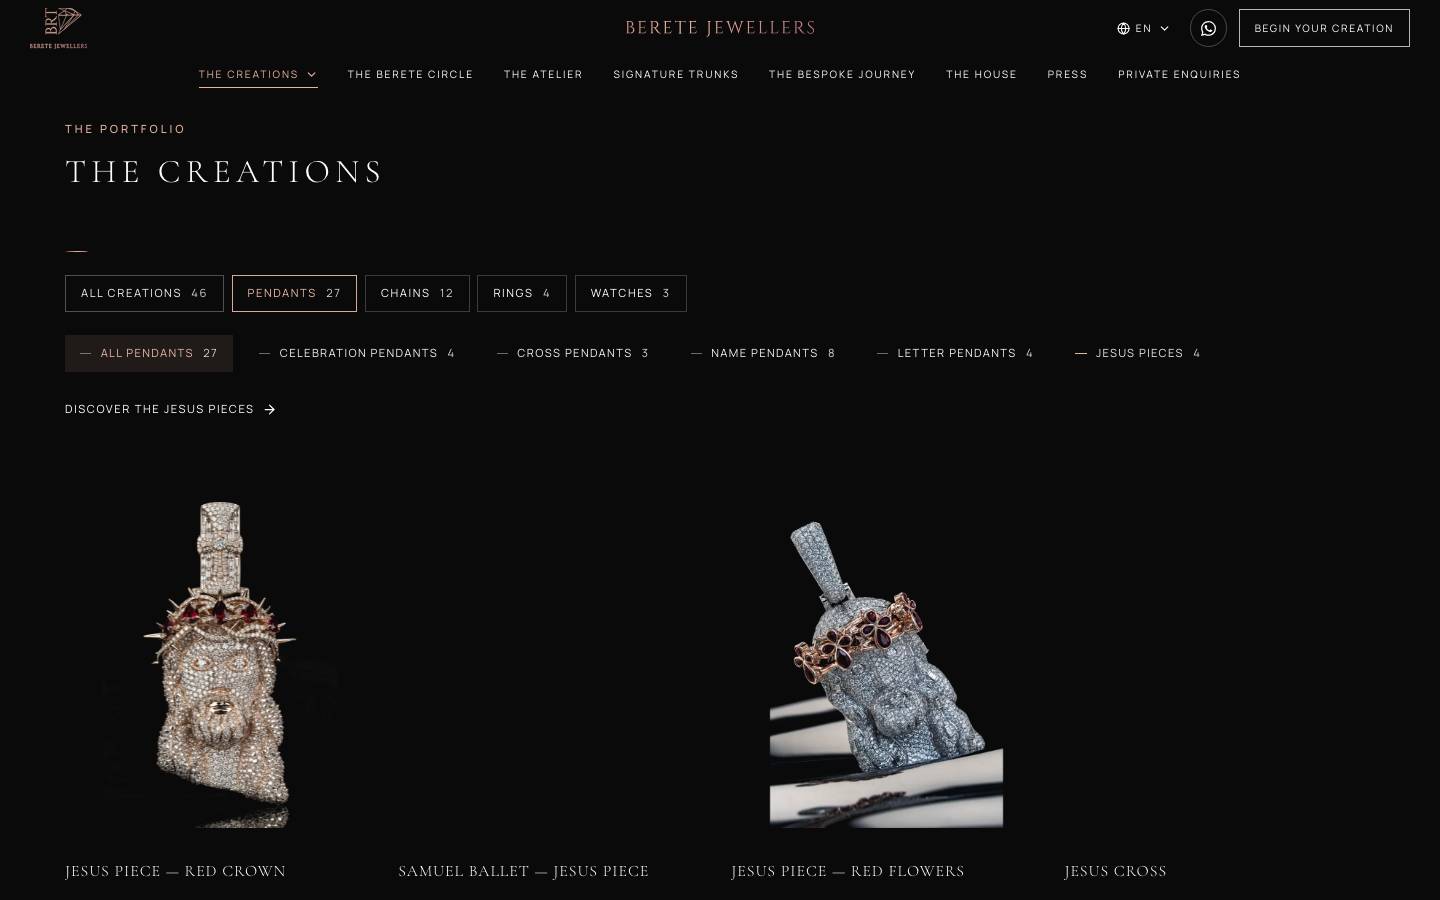 BRT
BERETE JEWELLERS
BERETE JEWELLERS
EN
BEGIN YOUR CREATION
THE CREATIONS
THE BERETE CIRCLE
THE ATELIER
SIGNATURE TRUNKS
THE BESPOKE JOURNEY
THE HOUSE
PRESS
PRIVATE ENQUIRIES
THE PORTFOLIO
THE CREATIONS
ALL CREATIONS 46
PENDANTS 27
CHAINS 12
RINGS 4
WATCHES 3
— ALL PENDANTS 27
— CELEBRATION PENDANTS 4
— CROSS PENDANTS 3
— NAME PENDANTS 8
— LETTER PENDANTS 4
— JESUS PIECES 4
DISCOVER THE JESUS PIECES →
JESUS PIECE — RED CROWN
SAMUEL BALLET — JESUS PIECE
JESUS PIECE — RED FLOWERS
JESUS CROSS